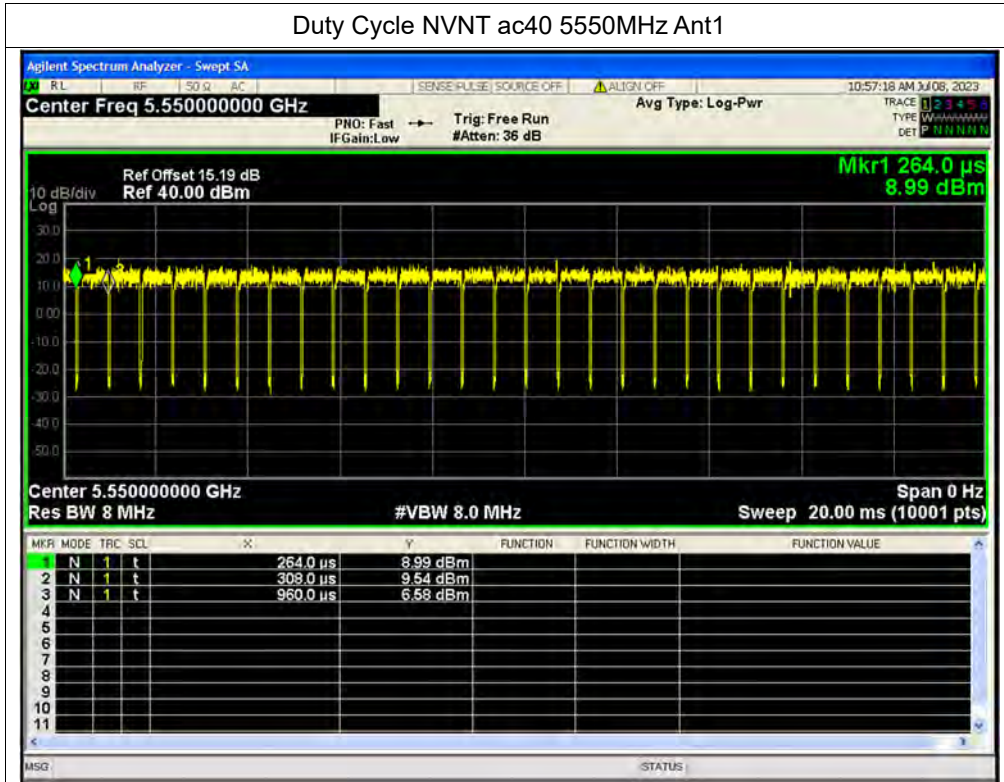 Duty Cycle NVNT ac40 5550MHz Ant1
Agilent Spectrum Analyzer - Swept SA
LXI RL RF 50 Ω AC SENSE:PULSE SOURCE OFF ALIGN OFF 10:57:18 AM Jul 08, 2023
Center Freq 5.550000000 GHz Avg Type: Log-Pwr TRACE 1 2 3 4 5 6
PNO: Fast Trig: Free Run TYPE W
IFGain:Low #Atten: 36 dB DET P N N N N N
Mkr1 264.0 µs
Ref Offset 15.19 dB
10 dB/div Ref 40.00 dBm 8.99 dBm
Log
30.0
20.0
1
3
10.0
0.00
-10.0
-20.0
-30.0
-40.0
-50.0
Center 5.550000000 GHz Span 0 Hz
Res BW 8 MHz #VBW 8.0 MHz Sweep 20.00 ms (10001 pts)
MKR MODE TRC SCL X Y FUNCTION FUNCTION WIDTH FUNCTION VALUE
1 N 1 t 264.0 µs 8.99 dBm
2 N 1 t 308.0 µs 9.54 dBm
3 N 1 t 960.0 µs 6.58 dBm
4
5
6
7
8
9
10
11
MSG STATUS